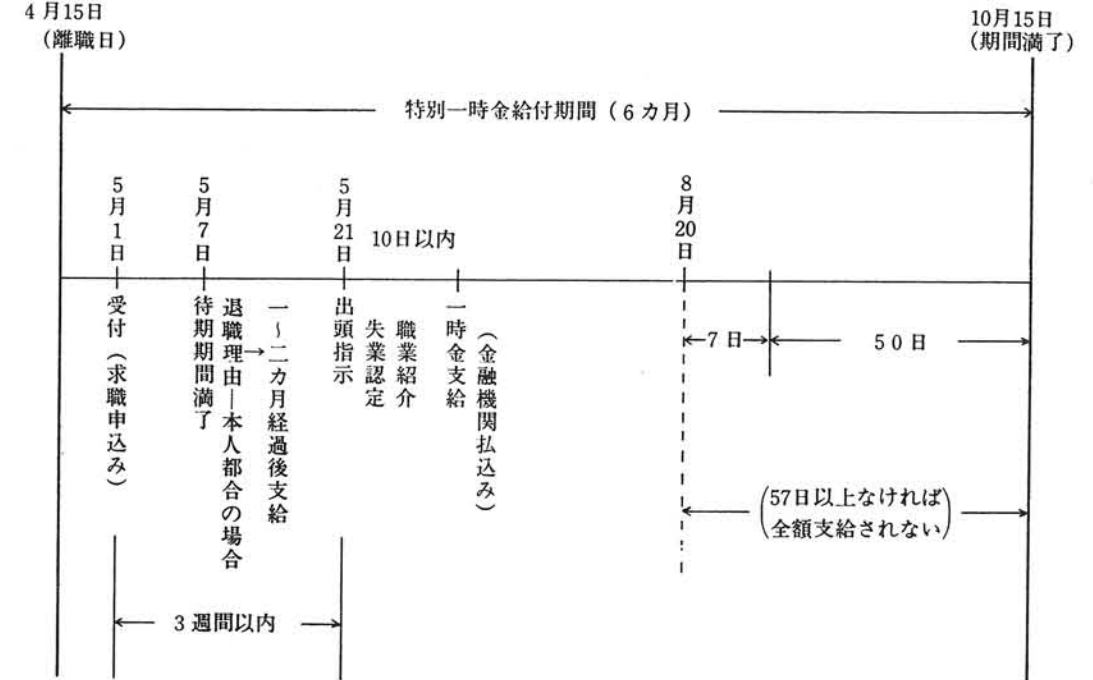 4月15日
(離職日)
10月15日
(期間満了)
特別一時金給付期間(6カ月)
5月1日
5月7日
5月21日
10日以内
8月20日
受付(求職申込み)
待期期間満了
退職理由―本人都合の場合
→
一~二カ月経過後支給
出頭指示
失業認定
職業紹介
一時金支給
(金融機関払込み)
7日
50日
57日以上なければ
全額支給されない
3週間以内